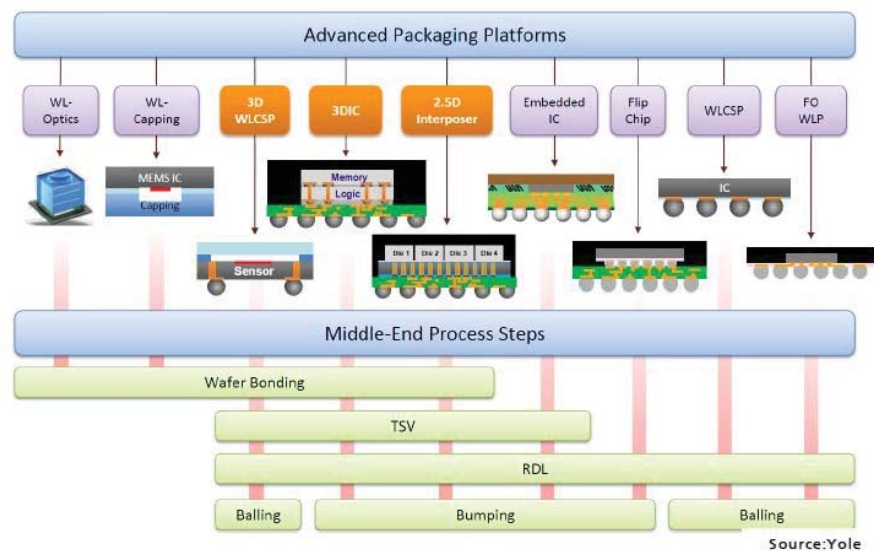 Advanced Packaging Platforms
WL-
Optics
WL-
Capping
3D
WLCSP
3DIC
2.5D
Interposer
Embedded
IC
Flip
Chip
WLCSP
FO
WLP
MEMS IC
Capping
Memory
Logic
IC
Sensor
Die 1
Die 2
Die 3
Die 4
Middle-End Process Steps
Wafer Bonding
TSV
RDL
Balling
Bumping
Balling
Source:Yole